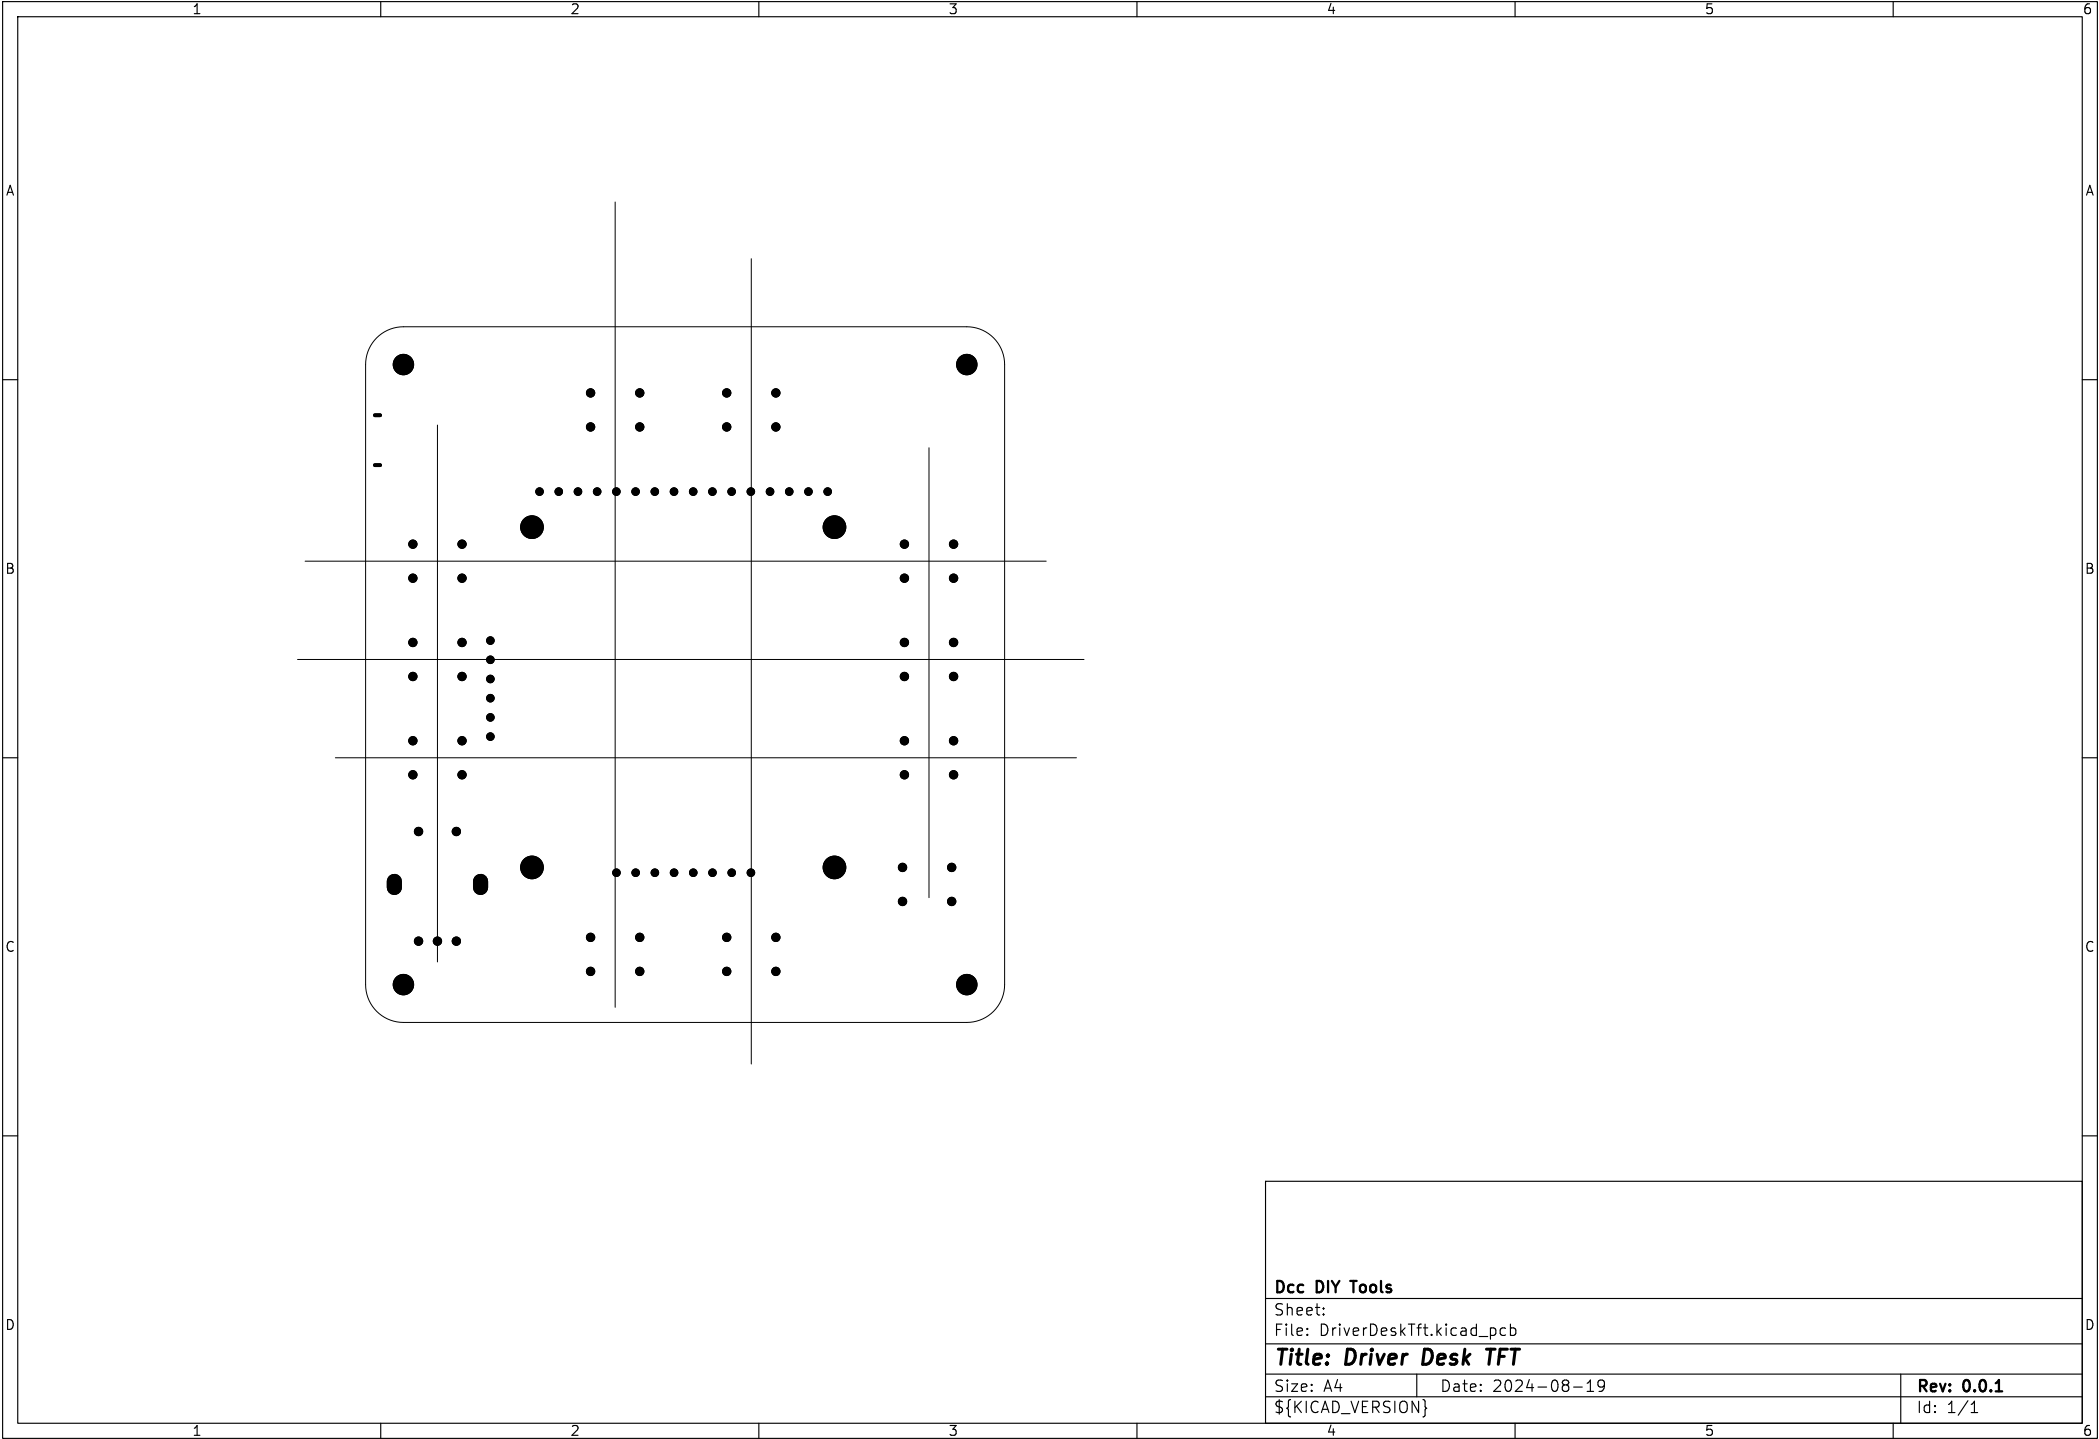 1 2 3 4 5 6
A A
B B
C C
Dcc DIY Tools
Sheet:
File: DriverDeskTft.kicad_pcb
D D
Title: Driver Desk TFT
Size: A4 Date: 2024-08-19 Rev: 0.0.1
${KICAD_VERSION} Id: 1/1
1 2 3 4 5 6